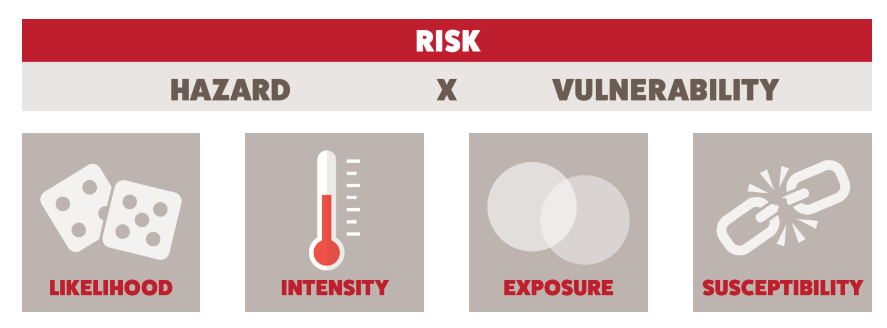 RISK
HAZARD X VULNERABILITY
LIKELIHOOD INTENSITY EXPOSURE SUSCEPTIBILITY